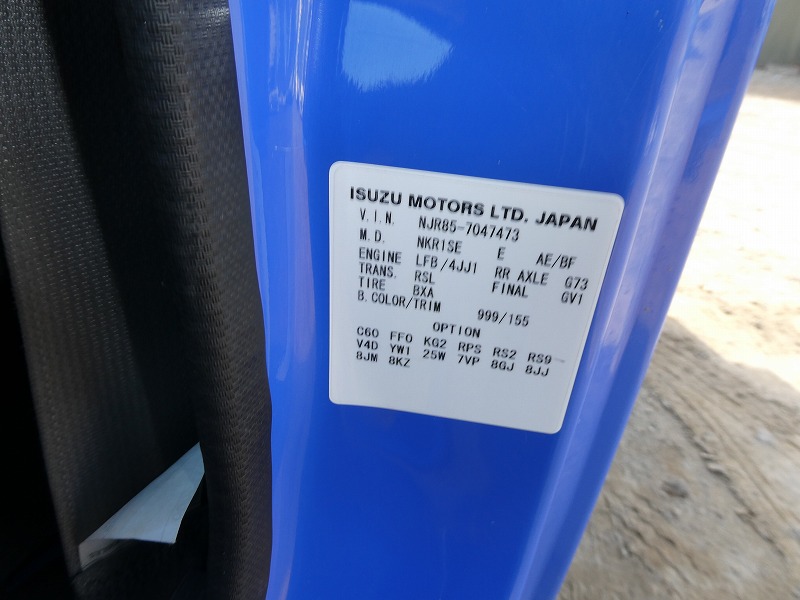 ISUZU MOTORS LTD. JAPAN
V.I.N. NJR85-7047473
M.D. NKR1SE E AE/BF
ENGINE LFB/4JJ1 RR AXLE G73
TRANS. RSL FINAL GV1
TIRE BXA
B.COLOR/TRIM 999/155
OPTION
C60 FF0 KG2 RPS RS2 RS9
V4D YW1 25W 7VP 8GJ 8JJ
8JM 8KZ